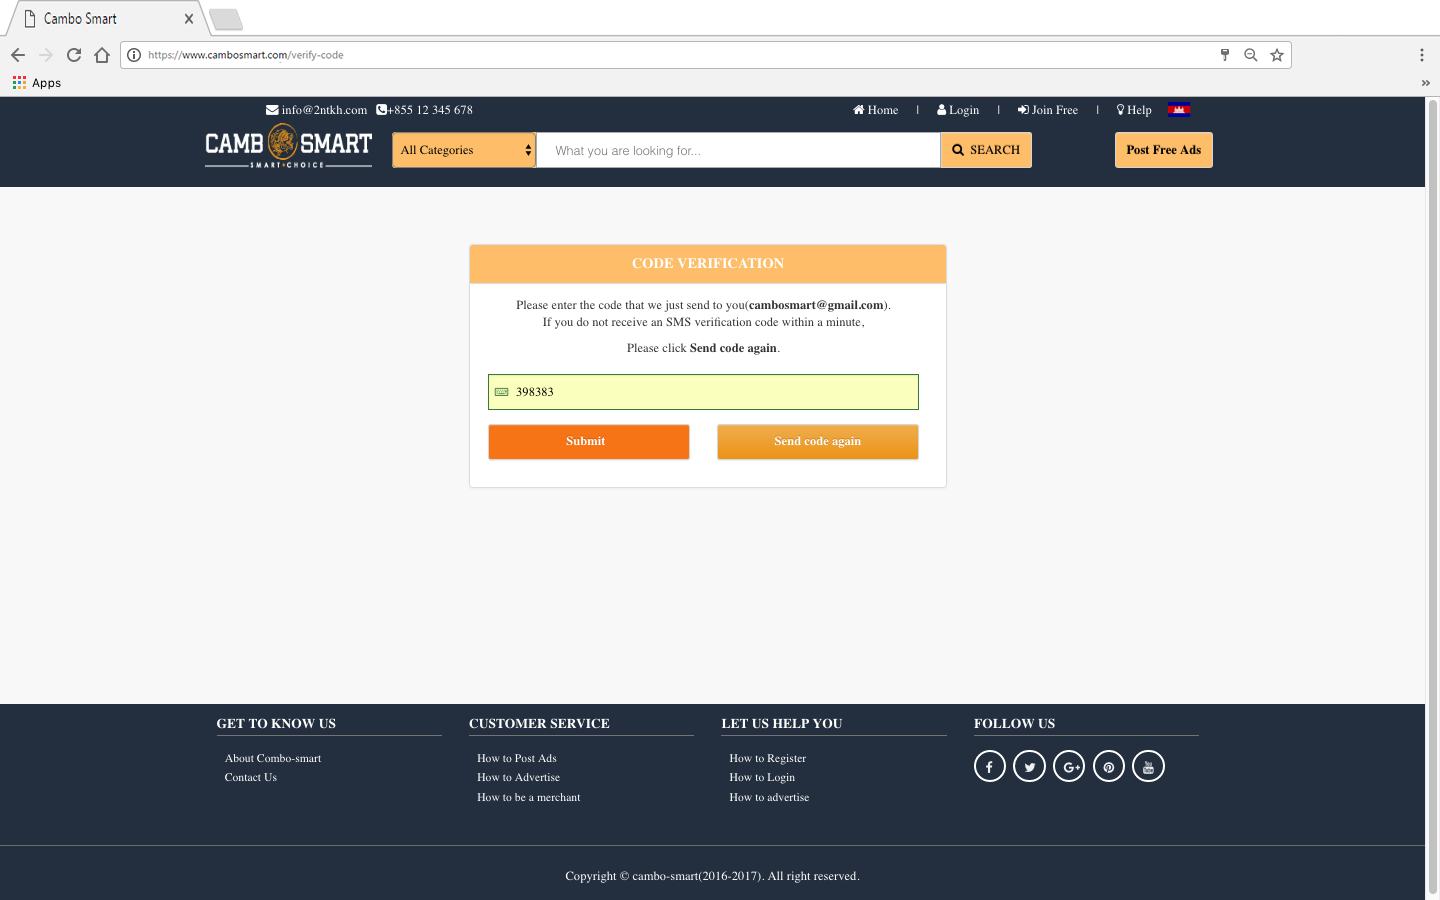 Cambo Smart
https://www.cambosmart.com/verify-code
Apps
»
info@2ntkh.com +855 12 345 678
Home | Login | Join Free | Help
CAMB SMART
SMART CHOICE
All Categories
What you are looking for...
SEARCH
Post Free Ads
CODE VERIFICATION
Please enter the code that we just send to you(cambosmart@gmail.com).
If you do not receive an SMS verification code within a minute,
Please click Send code again.
398383
Submit
Send code again
GET TO KNOW US
About Combo-smart
Contact Us
CUSTOMER SERVICE
How to Post Ads
How to Advertise
How to be a merchant
LET US HELP YOU
How to Register
How to Login
How to advertise
FOLLOW US
Copyright © cambo-smart(2016-2017). All right reserved.